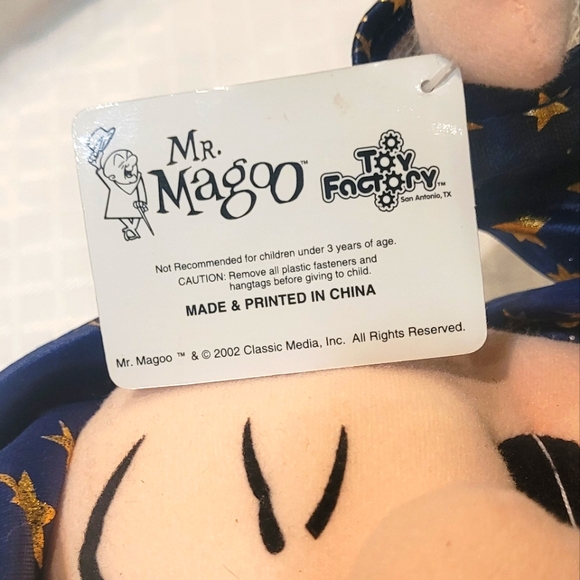 MR.
Magoo™
Toy
Factory™
San Antonio, TX
Not Recommended for children under 3 years of age.
CAUTION: Remove all plastic fasteners and
hangtags before giving to child.
MADE & PRINTED IN CHINA
Mr. Magoo ™ & © 2002 Classic Media, Inc. All Rights Reserved.